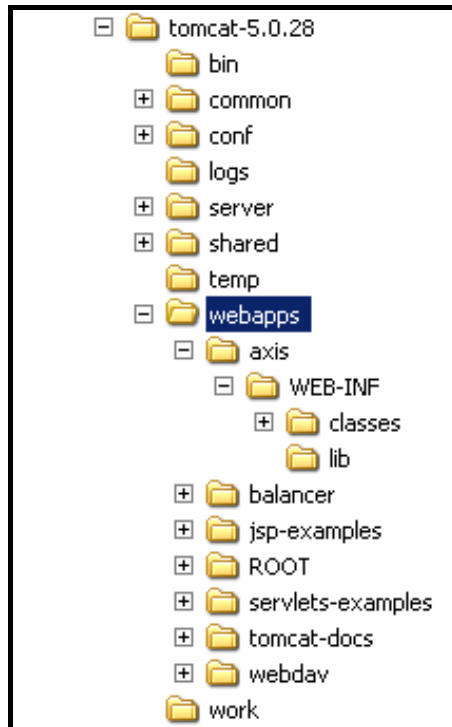 tomcat-5.0.28
bin
common
conf
logs
server
shared
temp
webapps
axis
WEB-INF
classes
lib
balancer
jsp-examples
ROOT
servlets-examples
tomcat-docs
webdav
work